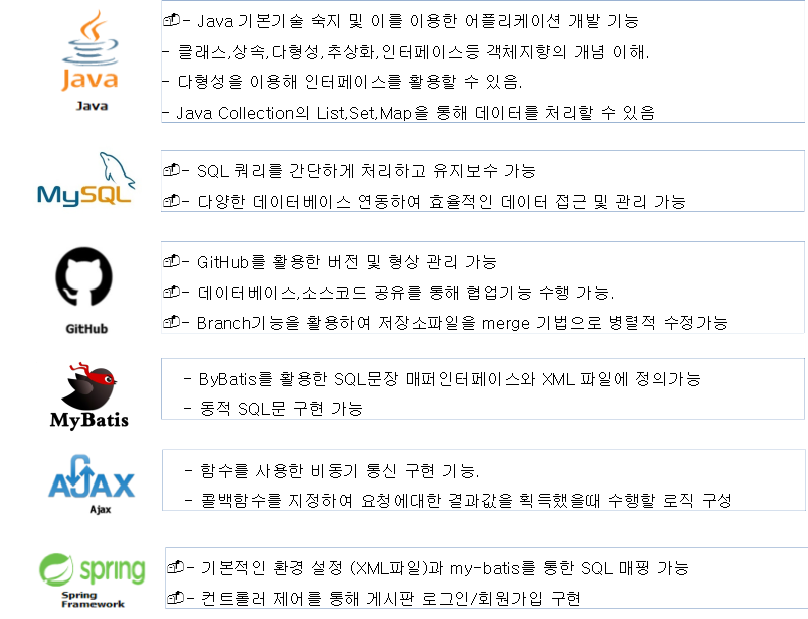 Java
Java
- Java 기본기술 숙지 및 이를 이용한 어플리케이션 개발 기능
- 클래스,상속,다형성,추상화,인터페이스등 객체지향의 개념 이해.
- 다형성을 이용해 인터페이스를 활용할 수 있음.
- Java Collection의 List,Set,Map을 통해 데이터를 처리할 수 있음
MySQL
- SQL 쿼리를 간단하게 처리하고 유지보수 가능
- 다양한 데이터베이스 연동하여 효율적인 데이터 접근 및 관리 가능
GitHub
- GitHub를 활용한 버전 및 형상 관리 가능
- 데이터베이스,소스코드 공유를 통해 협업기능 수행 가능.
- Branch기능을 활용하여 저장소파일을 merge 기법으로 병렬적 수정가능
MyBatis
- ByBatis를 활용한 SQL문장 매퍼인터페이스와 XML 파일에 정의가능
- 동적 SQL문 구현 가능
AJAX
Ajax
- 함수를 사용한 비동기 통신 구현 기능.
- 콜백함수를 지정하여 요청에대한 결과값을 획득했을때 수행할 로직 구성
spring
Spring
Framework
- 기본적인 환경 설정 (XML파일)과 my-batis를 통한 SQL 매핑 가능
- 컨트롤러 제어를 통해 게시판 로그인/회원가입 구현